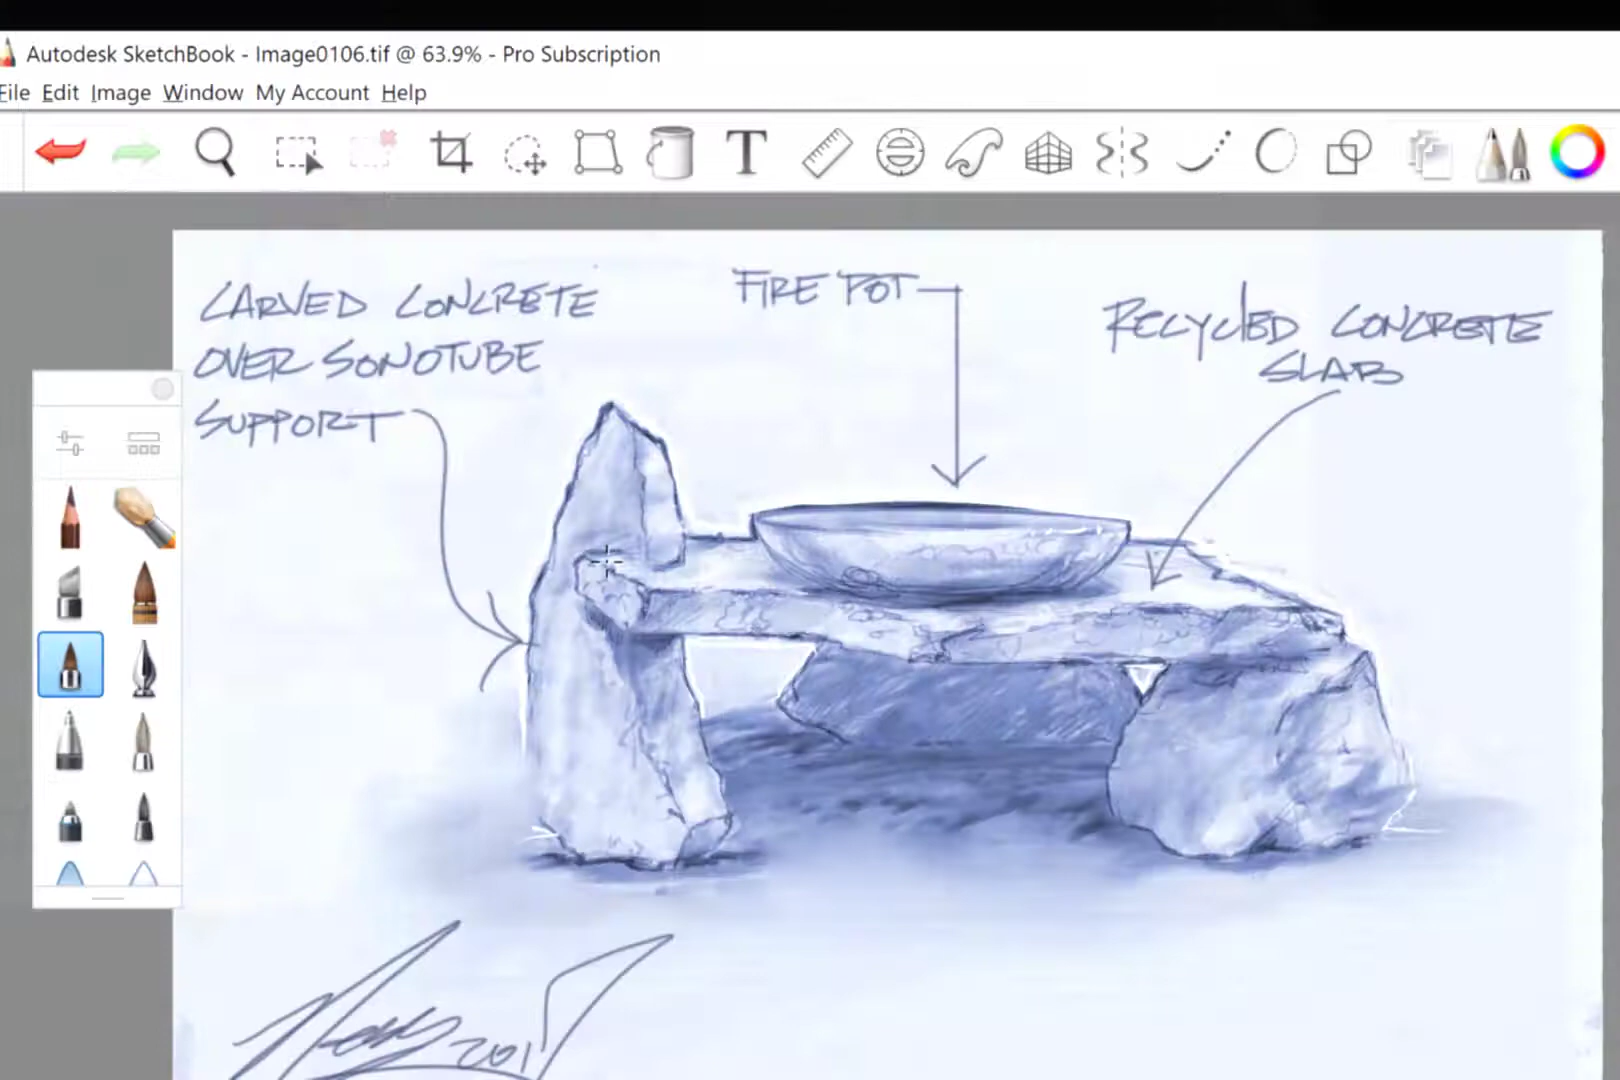 Autodesk SketchBook - Image0106.tif @ 63.9% - Pro Subscription
File Edit Image Window My Account Help
CARVED CONCRETE
OVER SONOTUBE
SUPPORT
FIRE POT
RECYCLED CONCRETE
SLAB